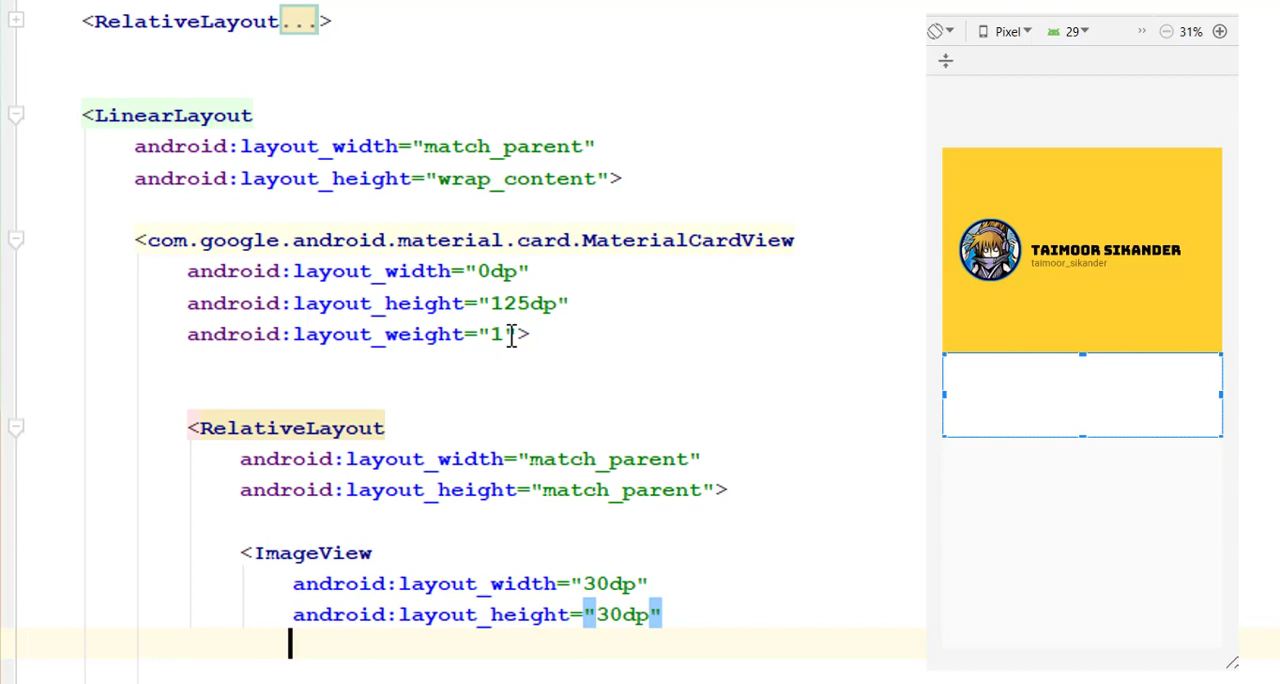 <RelativeLayout...>
<LinearLayout
android:layout_width="match_parent"
android:layout_height="wrap_content">
<com.google.android.material.card.MaterialCardView
android:layout_width="0dp"
android:layout_height="125dp"
android:layout_weight="1">
<RelativeLayout
android:layout_width="match_parent"
android:layout_height="match_parent">
<ImageView
android:layout_width="30dp"
android:layout_height="30dp"
Pixel 29 31%
TAIMOOR SIKANDER
taimoor_sikander